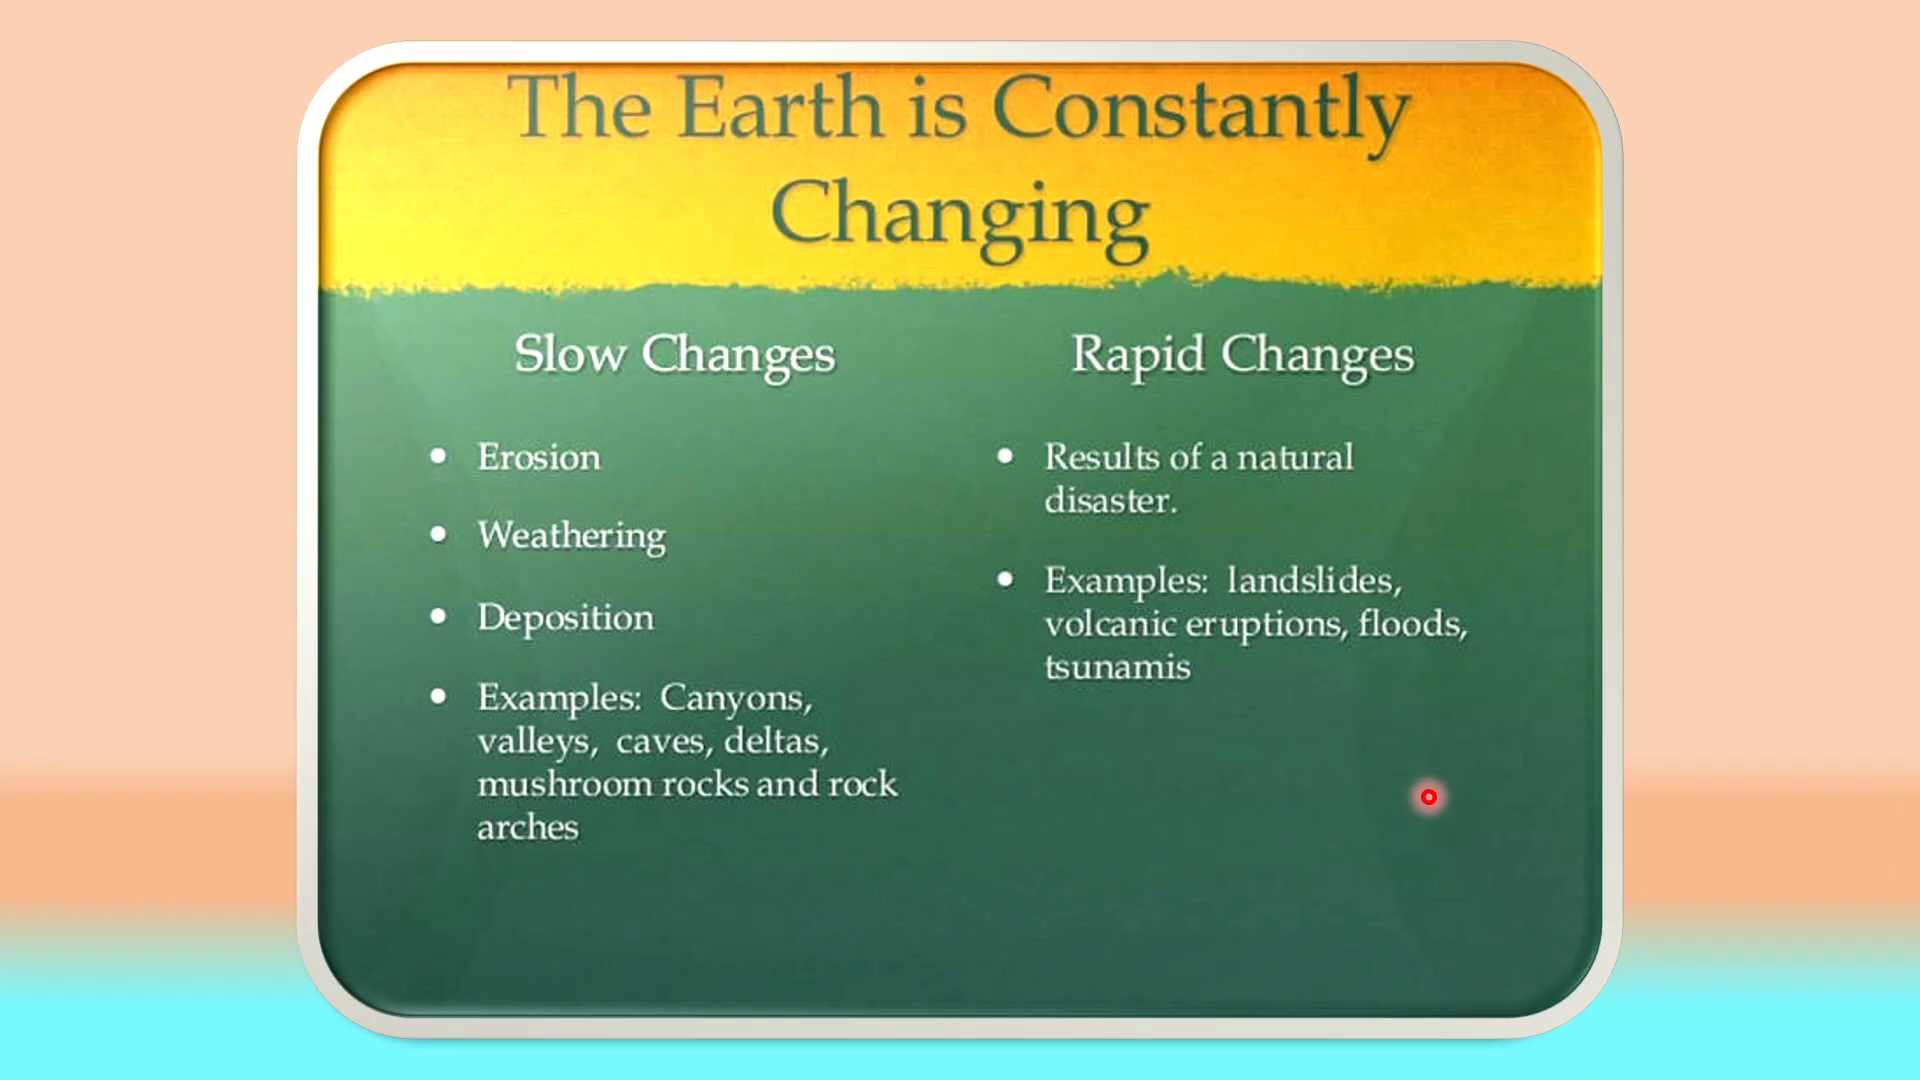 The Earth is Constantly
Changing
Slow Changes
• Erosion
• Weathering
• Deposition
• Examples:  Canyons,
valleys,  caves, deltas,
mushroom rocks and rock
arches
Rapid Changes
• Results of a natural
disaster.
• Examples:  landslides,
volcanic eruptions, floods,
tsunamis